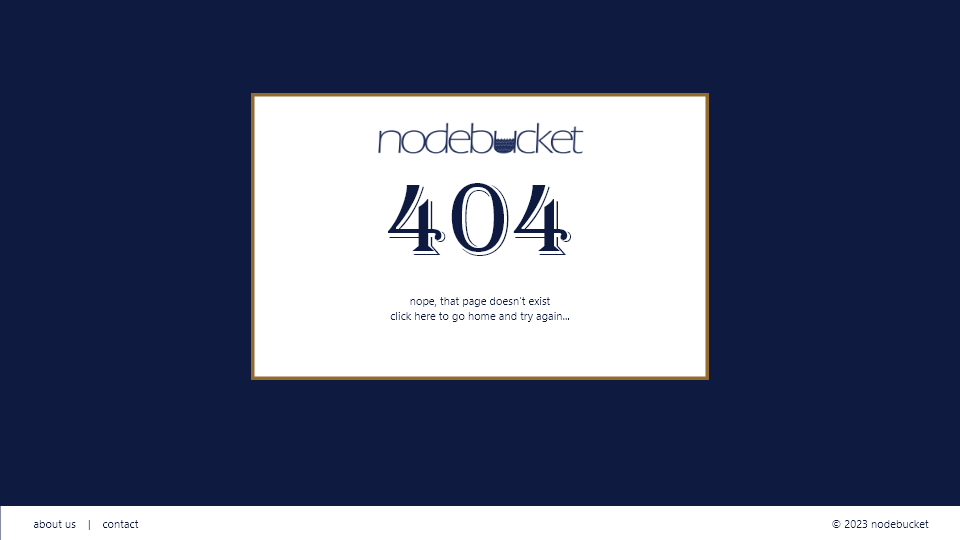 nodebucket
404
nope, that page doesn't exist
click here to go home and try again...
about us | contact
© 2023 nodebucket